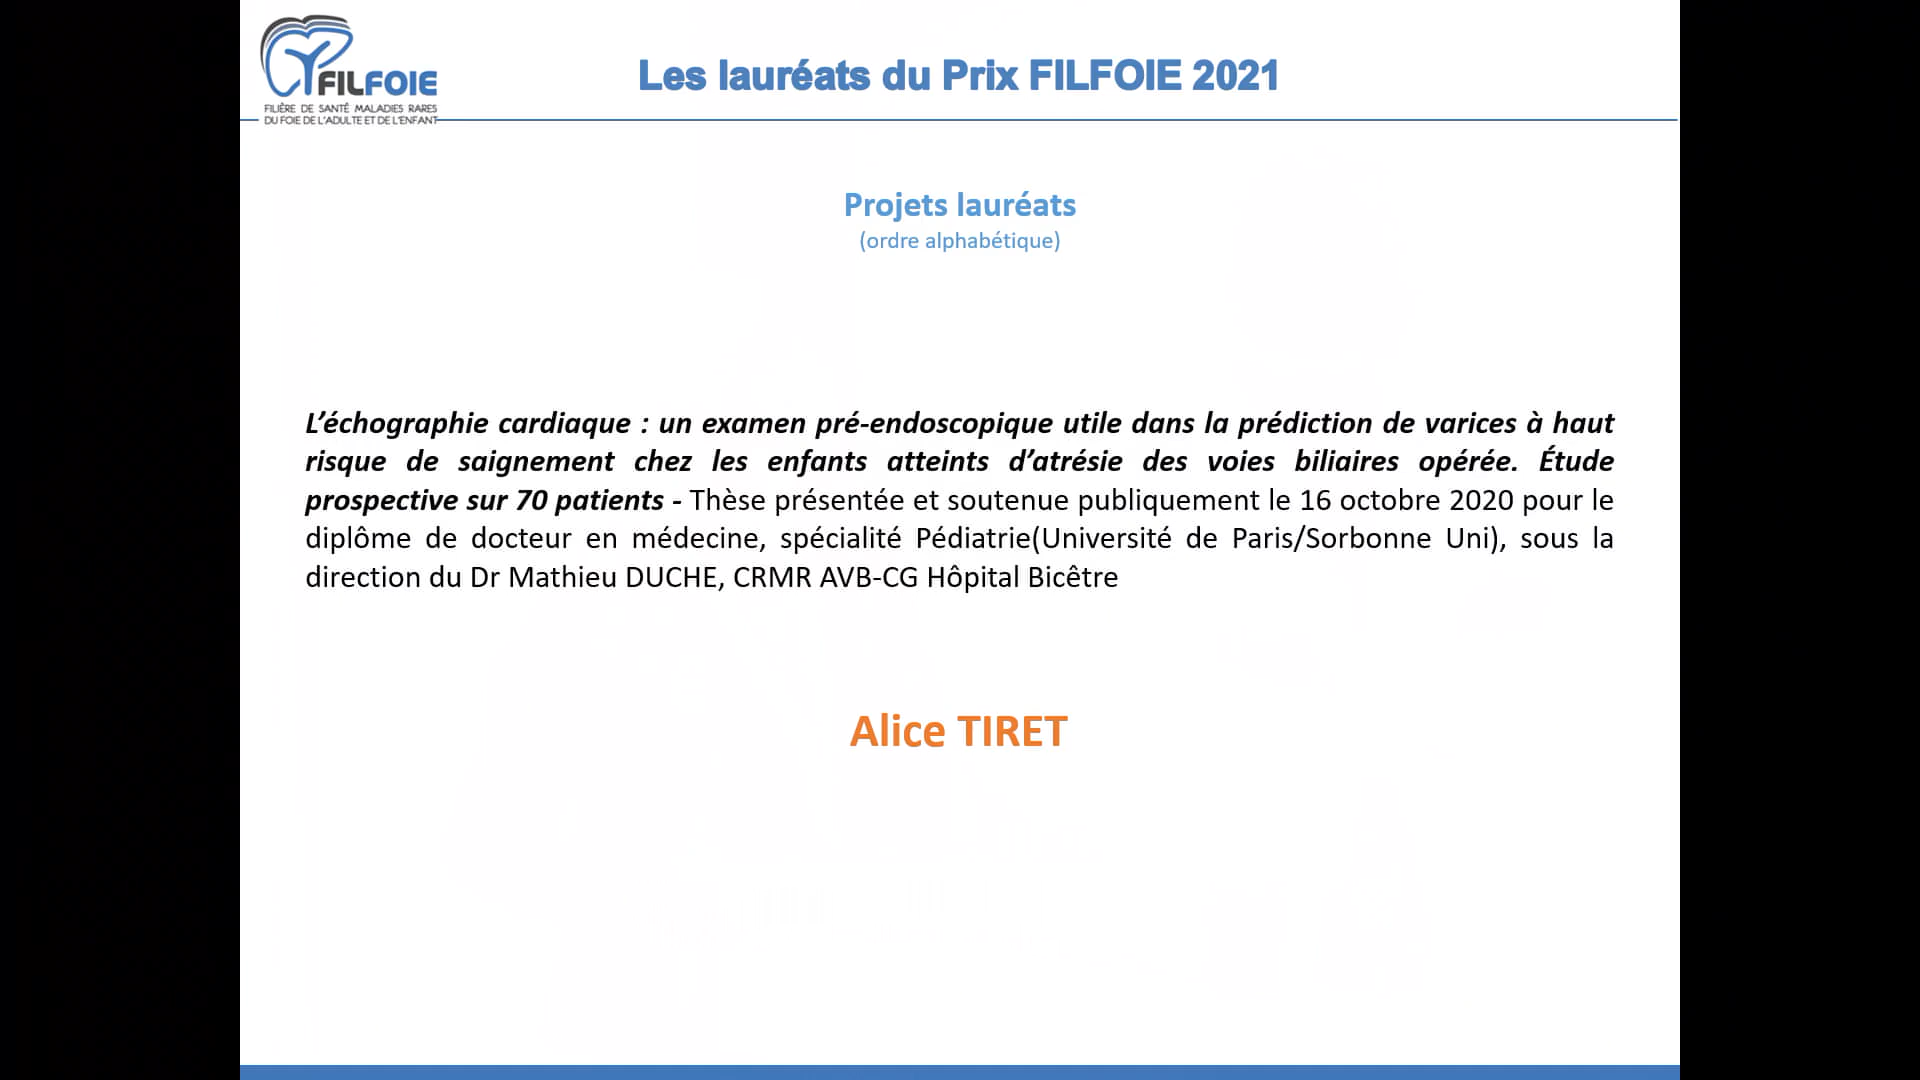 FILFOIE
FILIÈRE DE SANTÉ MALADIES RARES
DU FOIE DE L'ADULTE ET DE L'ENFANT
Les lauréats du Prix FILFOIE 2021
Projets lauréats
(ordre alphabétique)
L’échographie cardiaque : un examen pré-endoscopique utile dans la prédiction de varices à haut
risque de saignement chez les enfants atteints d’atrésie des voies biliaires opérée. Étude
prospective sur 70 patients - Thèse présentée et soutenue publiquement le 16 octobre 2020 pour le
diplôme de docteur en médecine, spécialité Pédiatrie(Université de Paris/Sorbonne Uni), sous la
direction du Dr Mathieu DUCHE, CRMR AVB-CG Hôpital Bicêtre
Alice TIRET